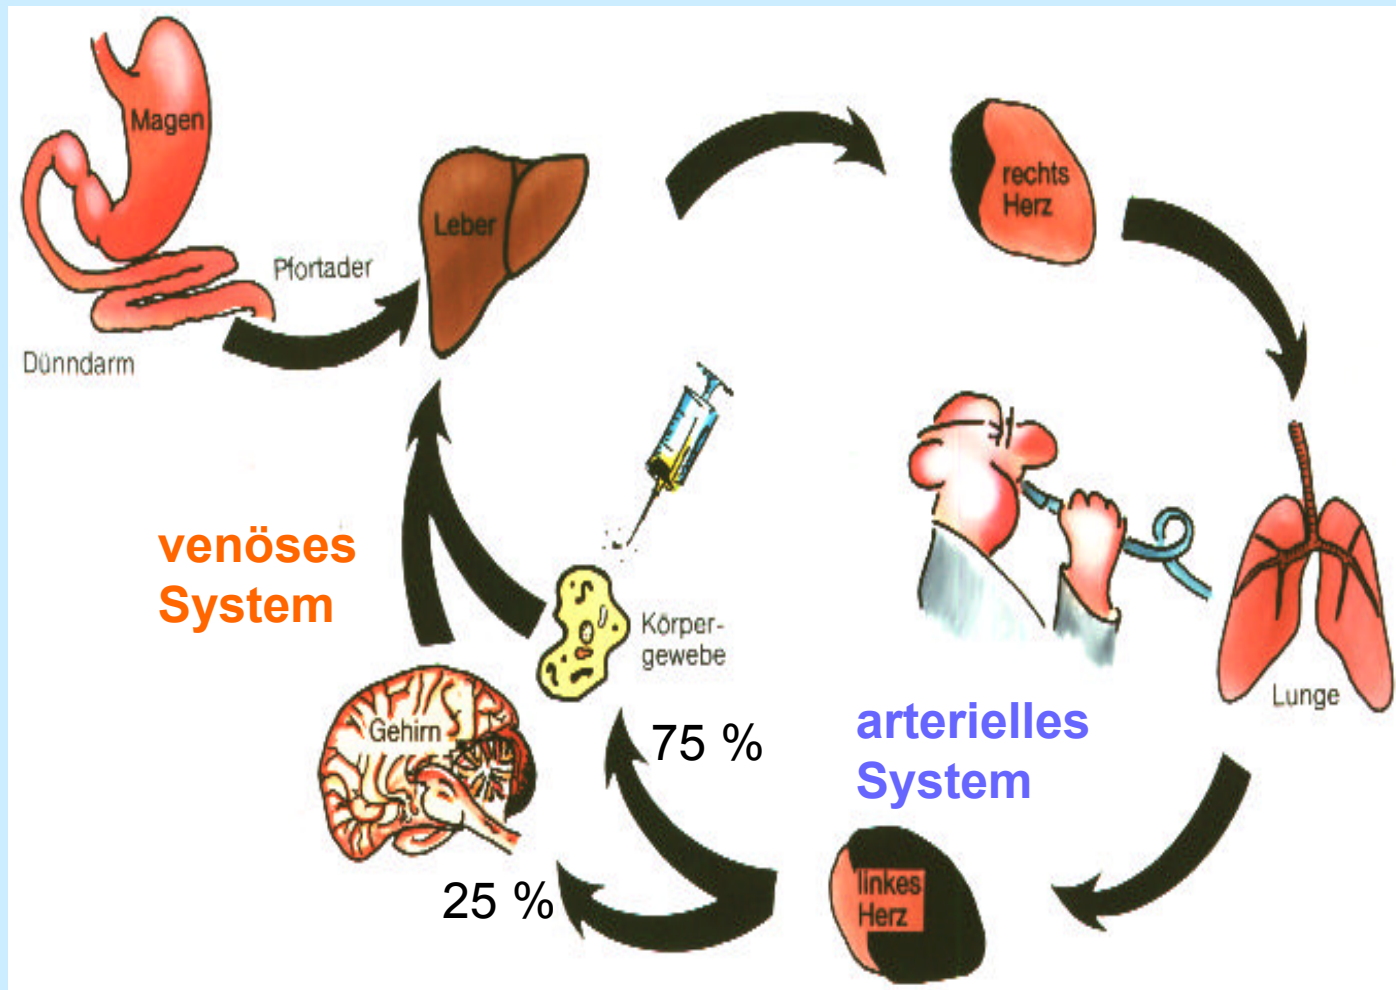 Magen
Leber
rechts
Herz
Pfortader
Dünndarm
venöses
System
Körper-
gewebe
Lunge
Gehirn
75 %
arterielles
System
25 %
linkes
Herz